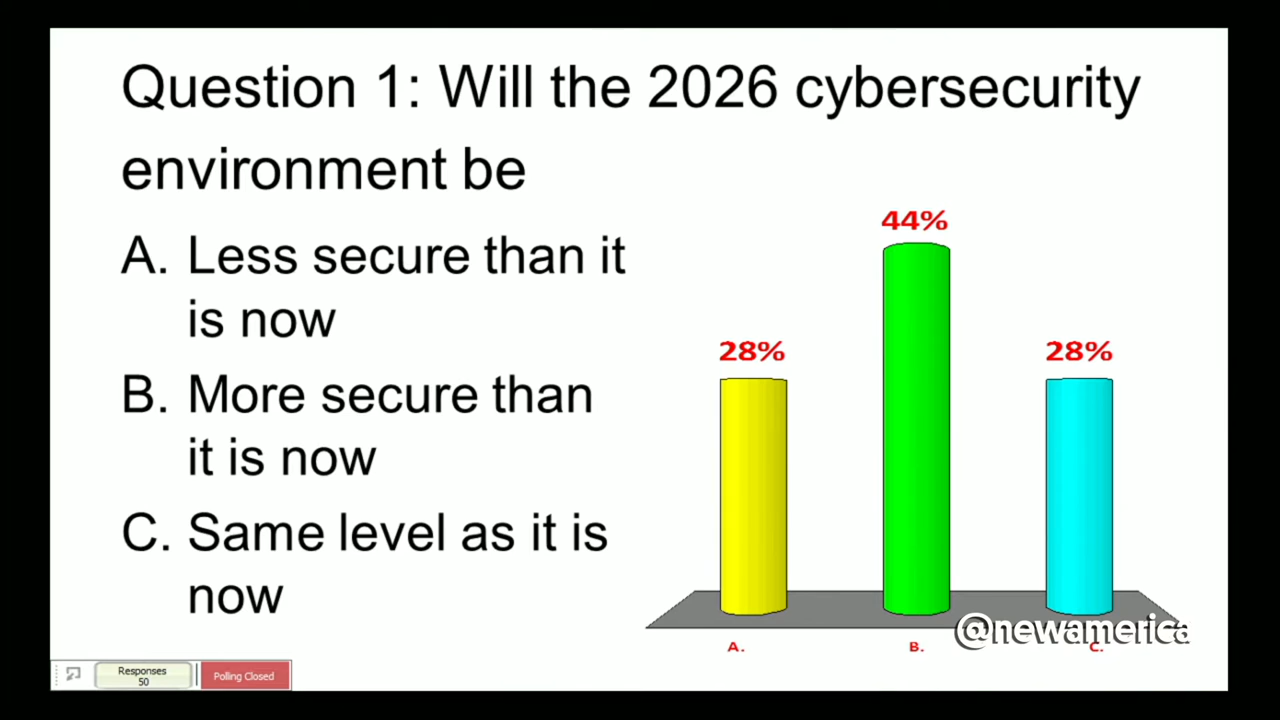 Question 1: Will the 2026 cybersecurity
environment be
A. Less secure than it
is now
B. More secure than
it is now
C. Same level as it is
now
44%
28%
28%
A.
B.
C.
@newamerica
Responses
50
Polling Closed